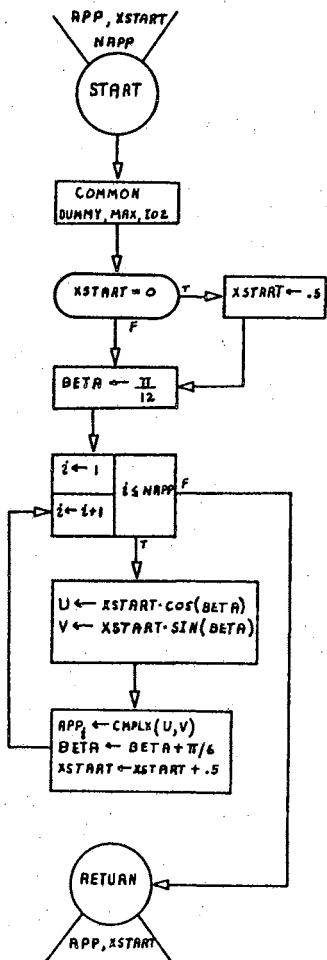 APP, XSTART
NAPP
START
COMMON
DUMMY, MAX, IO2
XSTART = 0
T
XSTART ← .5
F
BETA ← π/12
i ← 1
i ← i+1
i ≤ NAPP
F
T
U ← XSTART·COS(BETA)
V ← XSTART·SIN(BETA)
APPi ← CMPLX(U,V)
BETA ← BETA + π/6
XSTART ← XSTART + .5
RETURN
APP, XSTART